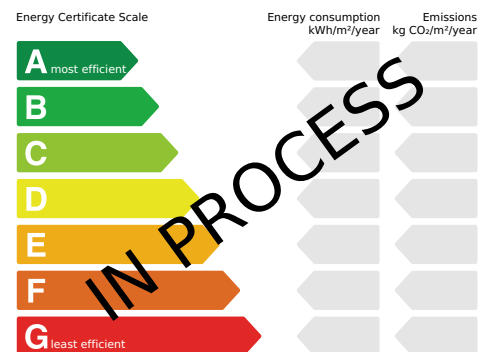 Energy Certificate Scale
Energy consumption
kWh/m²/year
Emissions
kg CO₂/m²/year
A most efficient
B
C
D
E
F
G least efficient
IN PROCESS